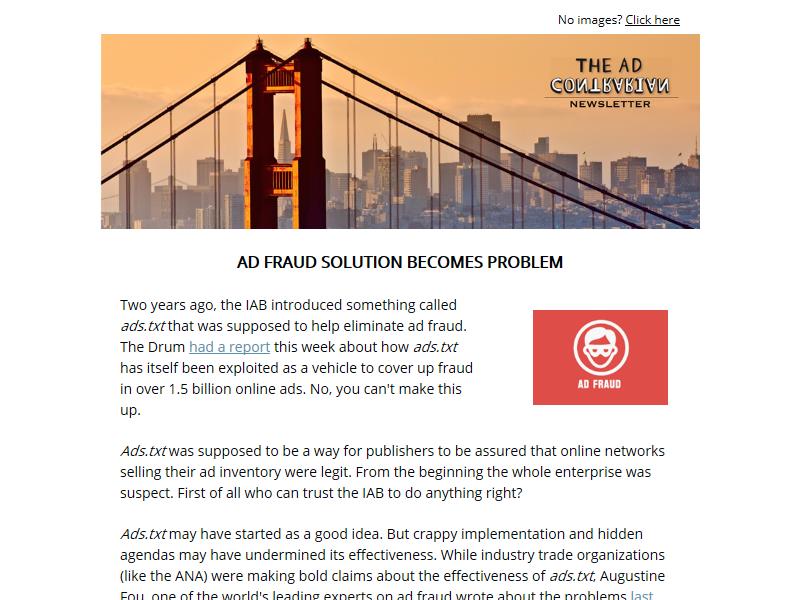 No images? Click here
THE AD
CONTRARIAN
NEWSLETTER
AD FRAUD SOLUTION BECOMES PROBLEM
Two years ago, the IAB introduced something called
ads.txt that was supposed to help eliminate ad fraud.
The Drum had a report this week about how ads.txt
has itself been exploited as a vehicle to cover up fraud
in over 1.5 billion online ads. No, you can't make this
up.
AD FRAUD
Ads.txt was supposed to be a way for publishers to be assured that online networks
selling their ad inventory were legit. From the beginning the whole enterprise was
suspect. First of all who can trust the IAB to do anything right?
Ads.txt may have started as a good idea. But crappy implementation and hidden
agendas may have undermined its effectiveness. While industry trade organizations
(like the ANA) were making bold claims about the effectiveness of ads.txt, Augustine
Fou, one of the world's leading experts on ad fraud wrote about the problems last